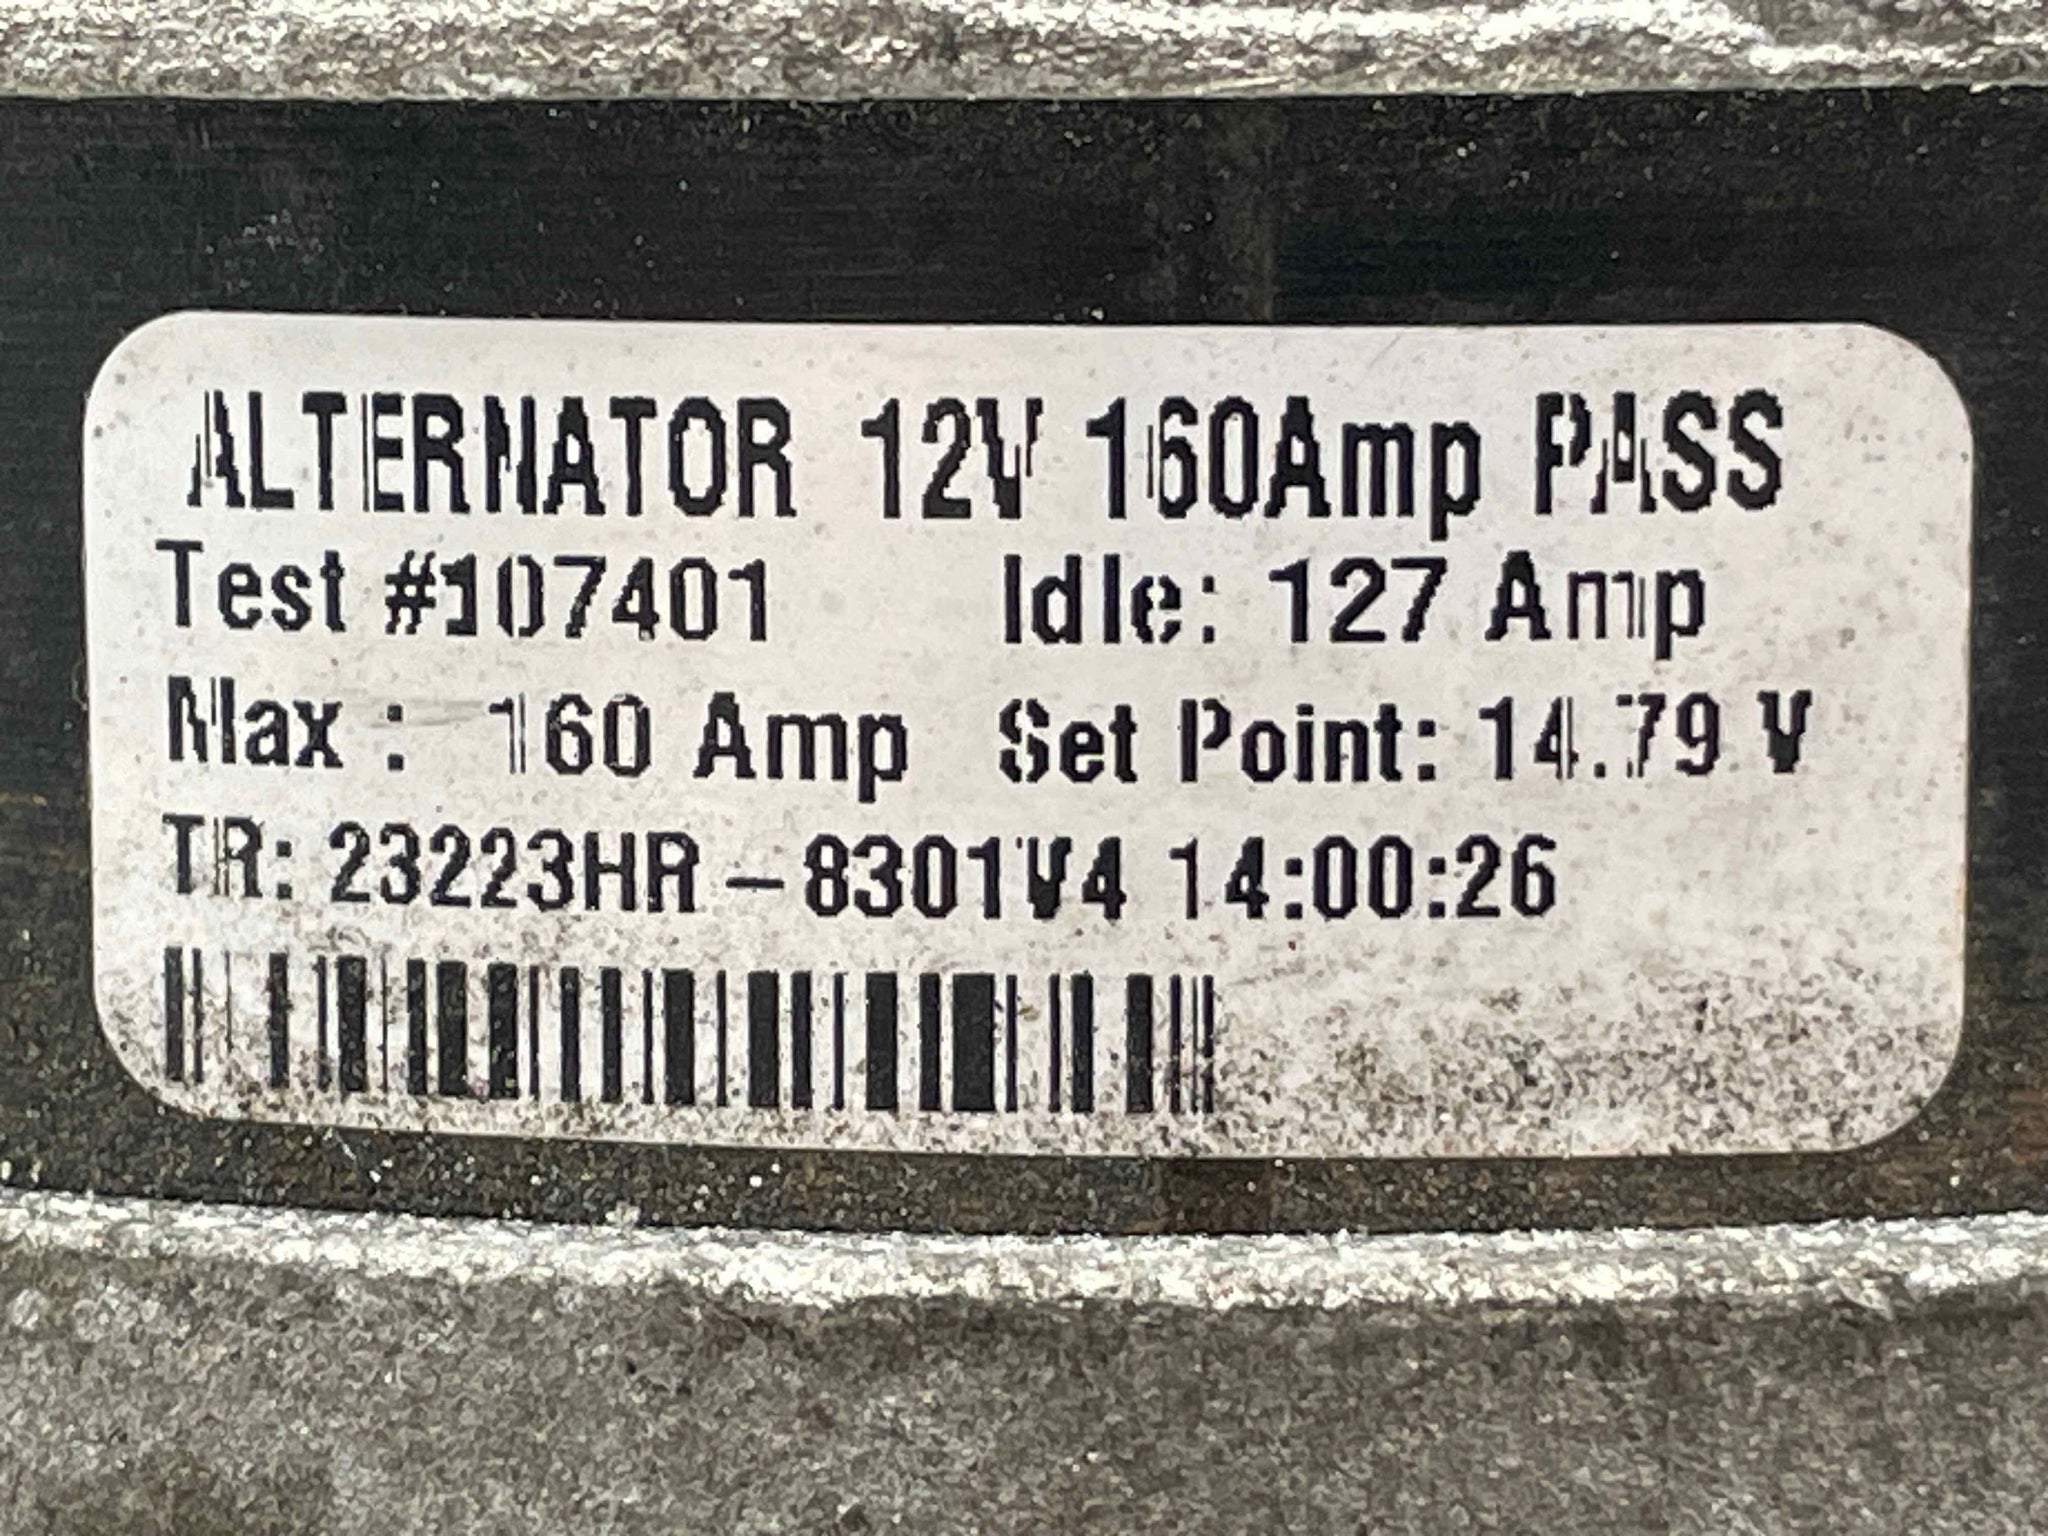 ALTERNATOR 12V 160Amp PASS
Test #107401 Idle: 127 Amp
Max : 160 Amp Set Point: 14.79 V
TR: 23223HR-8301V4 14:00:26